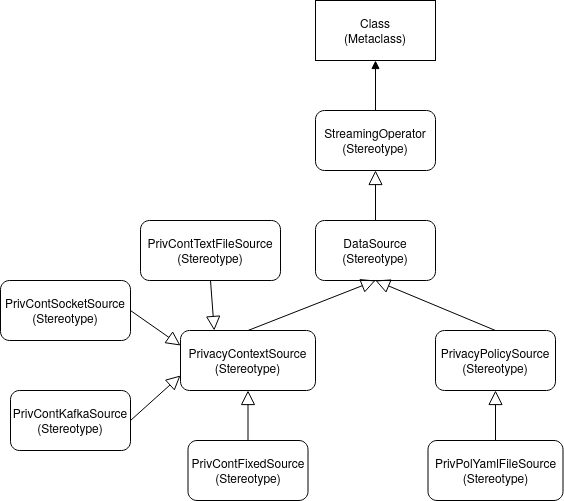 Class
(Metaclass)
StreamingOperator
(Stereotype)
PrivContTextFileSource
(Stereotype)
DataSource
(Stereotype)
PrivContSocketSource
(Stereotype)
PrivacyContextSource
(Stereotype)
PrivacyPolicySource
(Stereotype)
PrivContKafkaSource
(Stereotype)
PrivContFixedSource
(Stereotype)
PrivPolYamlFileSource
(Stereotype)